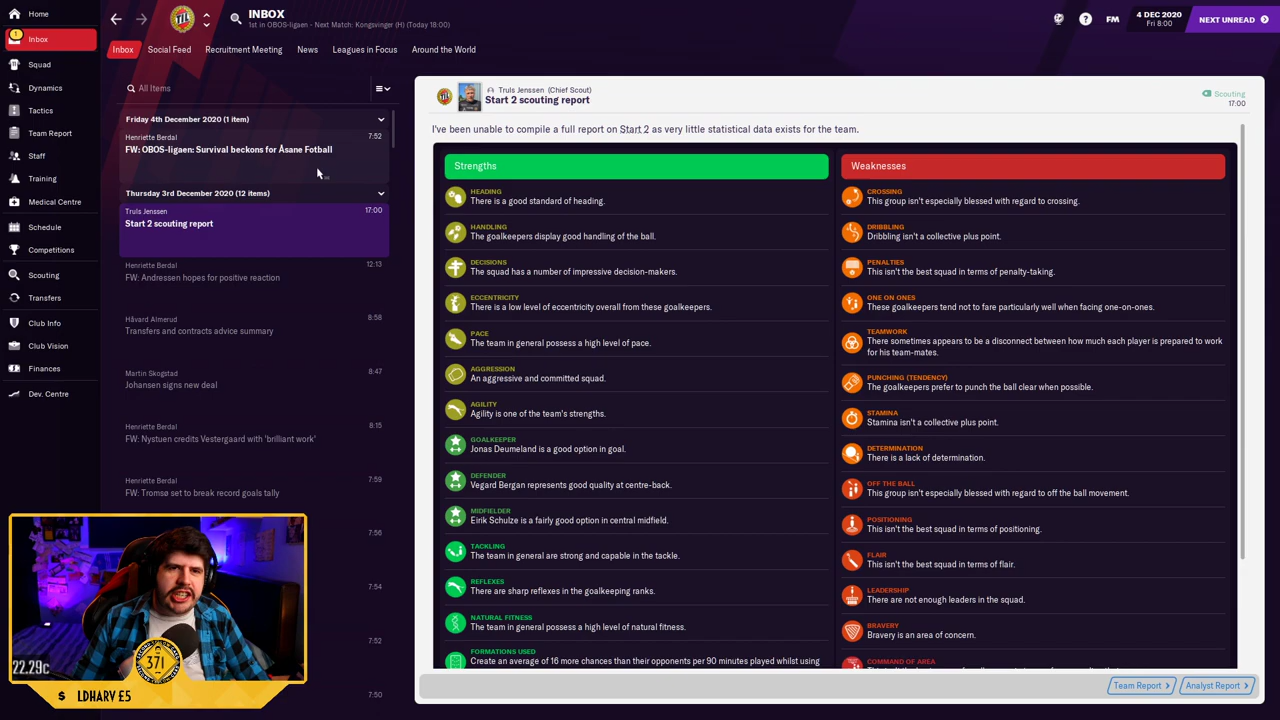 Home
INBOX
1st in OBOS-ligaen - Next Match: Kongsvinger (H) (Today 18:00)
FM
4 DEC 2020
Fri 8:00
NEXT UNREAD
1
Inbox
Squad
Dynamics
Tactics
Team Report
Staff
Training
Medical Centre
Schedule
Competitions
Scouting
Transfers
Club Info
Club Vision
Finances
Dev. Centre
Inbox
Social Feed
Recruitment Meeting
News
Leagues in Focus
Around the World
All Items
Friday 4th December 2020 (1 item)
Henriette Berdal
7:52
FW: OBOS-ligaen: Survival beckons for Åsane Fotball
Thursday 3rd December 2020 (12 items)
Truls Jenssen
17:00
Start 2 scouting report
Henriette Berdal
12:13
FW: Andressen hopes for positive reaction
Håvard Almerud
8:58
Transfers and contracts advice summary
Martin Skogstad
8:47
Johansen signs new deal
Henriette Berdal
8:15
FW: Nystuen credits Vestergaard with 'brilliant work'
Henriette Berdal
7:59
FW: Tromsø set to break record goals tally
7:56
7:54
7:52
7:50
Truls Jenssen (Chief Scout)
Start 2 scouting report
Scouting
17:00
I've been unable to compile a full report on Start 2 as very little statistical data exists for the team.
Strengths
HEADING
There is a good standard of heading.
HANDLING
The goalkeepers display good handling of the ball.
DECISIONS
The squad has a number of impressive decision-makers.
ECCENTRICITY
There is a low level of eccentricity overall from these goalkeepers.
PACE
The team in general possess a high level of pace.
AGGRESSION
An aggressive and committed squad.
AGILITY
Agility is one of the team's strengths.
GOALKEEPER
Jonas Deumeland is a good option in goal.
DEFENDER
Vegard Bergan represents good quality at centre-back.
MIDFIELDER
Eirik Schulze is a fairly good option in central midfield.
TACKLING
The team in general are strong and capable in the tackle.
REFLEXES
There are sharp reflexes in the goalkeeping ranks.
NATURAL FITNESS
The team in general possess a high level of natural fitness.
FORMATIONS USED
Create an average of 16 more chances than their opponents per 90 minutes played whilst using
Weaknesses
CROSSING
This group isn't especially blessed with regard to crossing.
DRIBBLING
Dribbling isn't a collective plus point.
PENALTIES
This isn't the best squad in terms of penalty-taking.
ONE ON ONES
These goalkeepers tend not to fare particularly well when facing one-on-ones.
TEAMWORK
There sometimes appears to be a disconnect between how much each player is prepared to work
for his team-mates.
PUNCHING (TENDENCY)
The goalkeepers prefer to punch the ball clear when possible.
STAMINA
Stamina isn't a collective plus point.
DETERMINATION
There is a lack of determination.
OFF THE BALL
This group isn't especially blessed with regard to off the ball movement.
POSITIONING
This isn't the best squad in terms of positioning.
FLAIR
This isn't the best squad in terms of flair.
LEADERSHIP
There are not enough leaders in the squad.
BRAVERY
Bravery is an area of concern.
COMMAND OF AREA
Team Report
Analyst Report
22.29c
371
$ LDHARY £5